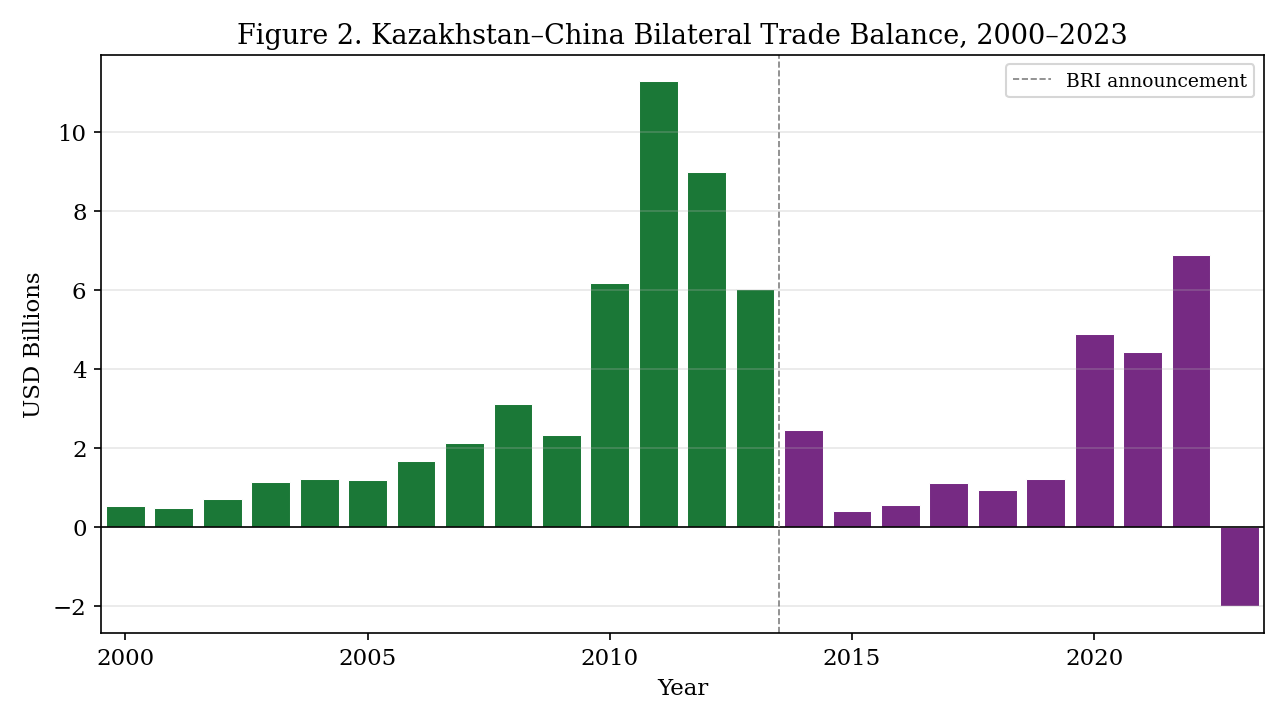 Figure 2. Kazakhstan–China Bilateral Trade Balance, 2000–2023
BRI announcement
USD Billions
10
8
6
4
2
0
−2
2000 2005 2010 2015 2020
Year